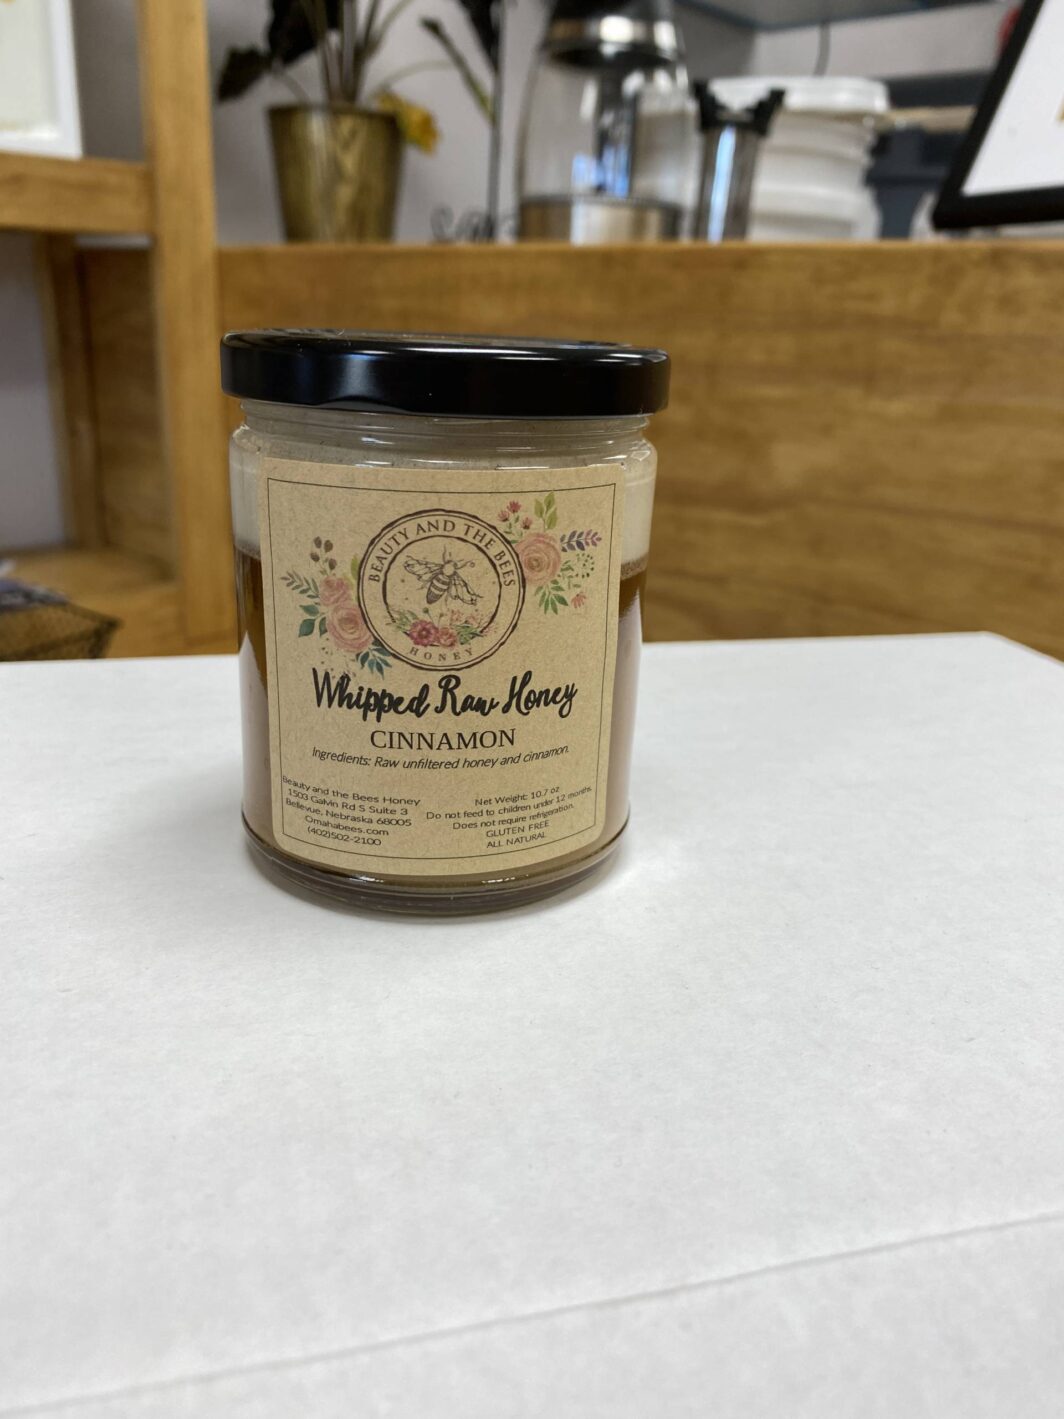 BEAUTY AND THE BEES
HONEY
Whipped Raw Honey
CINNAMON
Ingredients: Raw unfiltered honey and cinnamon.
Beauty and the Bees Honey
1503 Galvin Rd S Suite 3
Bellevue, Nebraska 68005
Omahabees.com
(402)502-2100
Net Weight: 10.7 oz
Do not feed to children under 12 months.
Does not require refrigeration.
GLUTEN FREE
ALL NATURAL